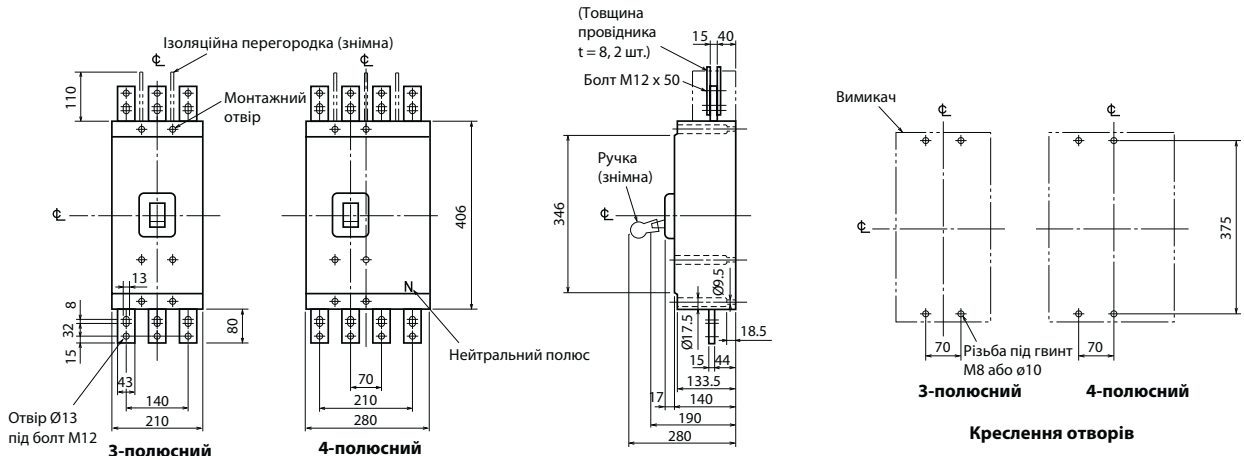 Ізоляційна перегородка (знімна)
℄
℄
110
Монтажний
отвір
℄
406
13
8
32
15
43
140
210
Отвір Ø13
під болт М12
3-полюсний
N
80
Нейтральний полюс
70
210
280
4-полюсний
(Товщина
провідника
t = 8, 2 шт.)
15
40
Болт М12 x 50
Ручка
(знімна)
346
℄
Ø9.5
Ø17.5
18.5
15
44
133.5
17
140
190
280
Вимикач
℄
℄
℄
375
70
Різьба під гвинт
М8 або ø10
70
3-полюсний
4-полюсний
Креслення отворів